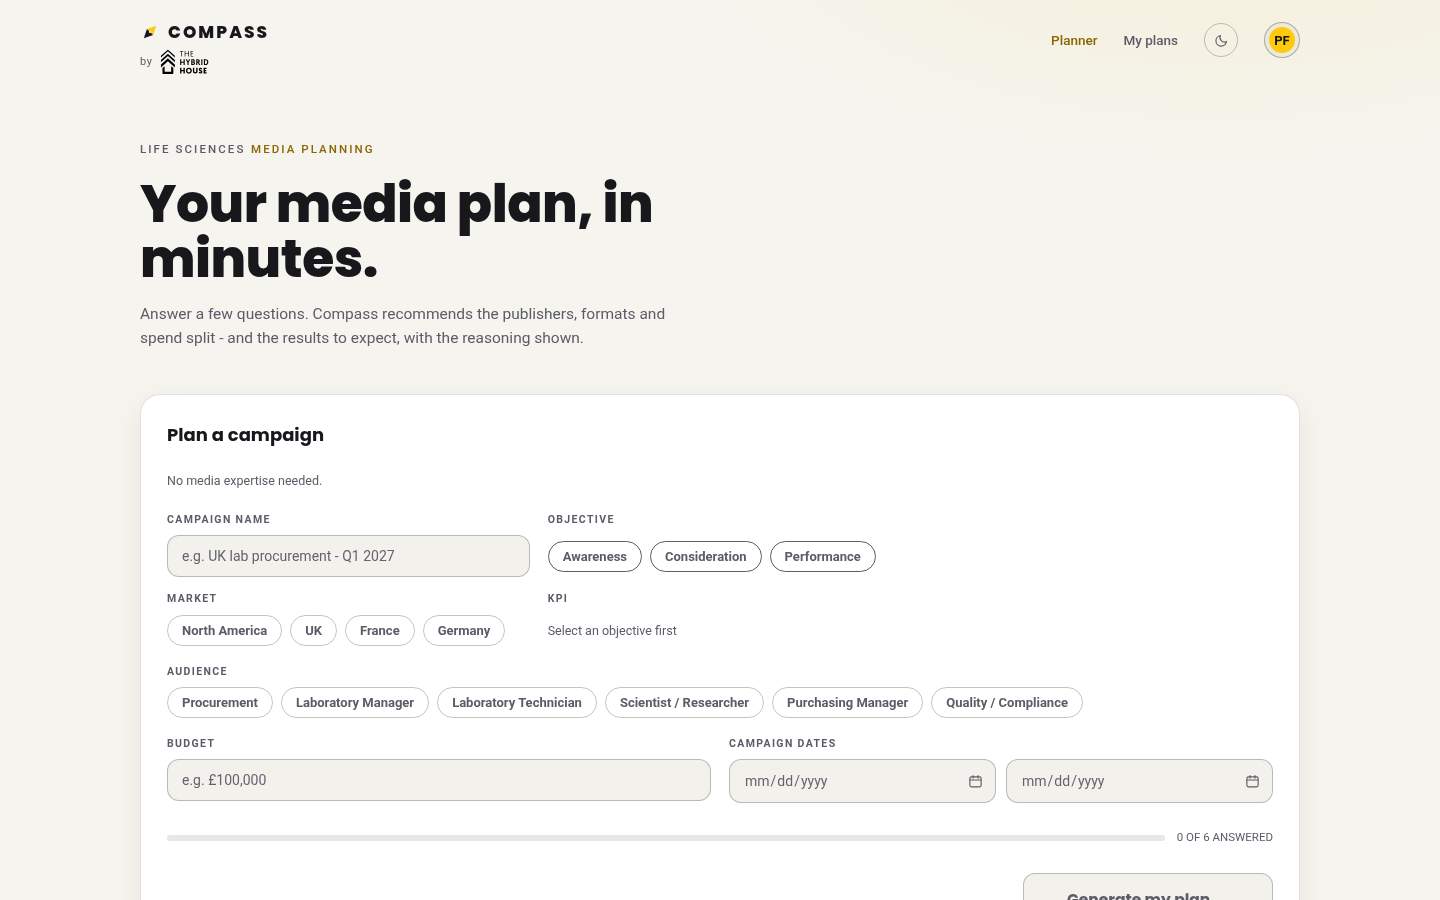 COMPASS
by THE HYBRID HOUSE
Planner
My plans
PF
LIFE SCIENCES MEDIA PLANNING
Your media plan, in
minutes.
Answer a few questions. Compass recommends the publishers, formats and
spend split - and the results to expect, with the reasoning shown.
Plan a campaign
No media expertise needed.
CAMPAIGN NAME
e.g. UK lab procurement - Q1 2027
OBJECTIVE
Awareness
Consideration
Performance
MARKET
North America
UK
France
Germany
KPI
Select an objective first
AUDIENCE
Procurement
Laboratory Manager
Laboratory Technician
Scientist / Researcher
Purchasing Manager
Quality / Compliance
BUDGET
e.g. £100,000
CAMPAIGN DATES
mm/dd/yyyy
mm/dd/yyyy
0 OF 6 ANSWERED
Generate my plan